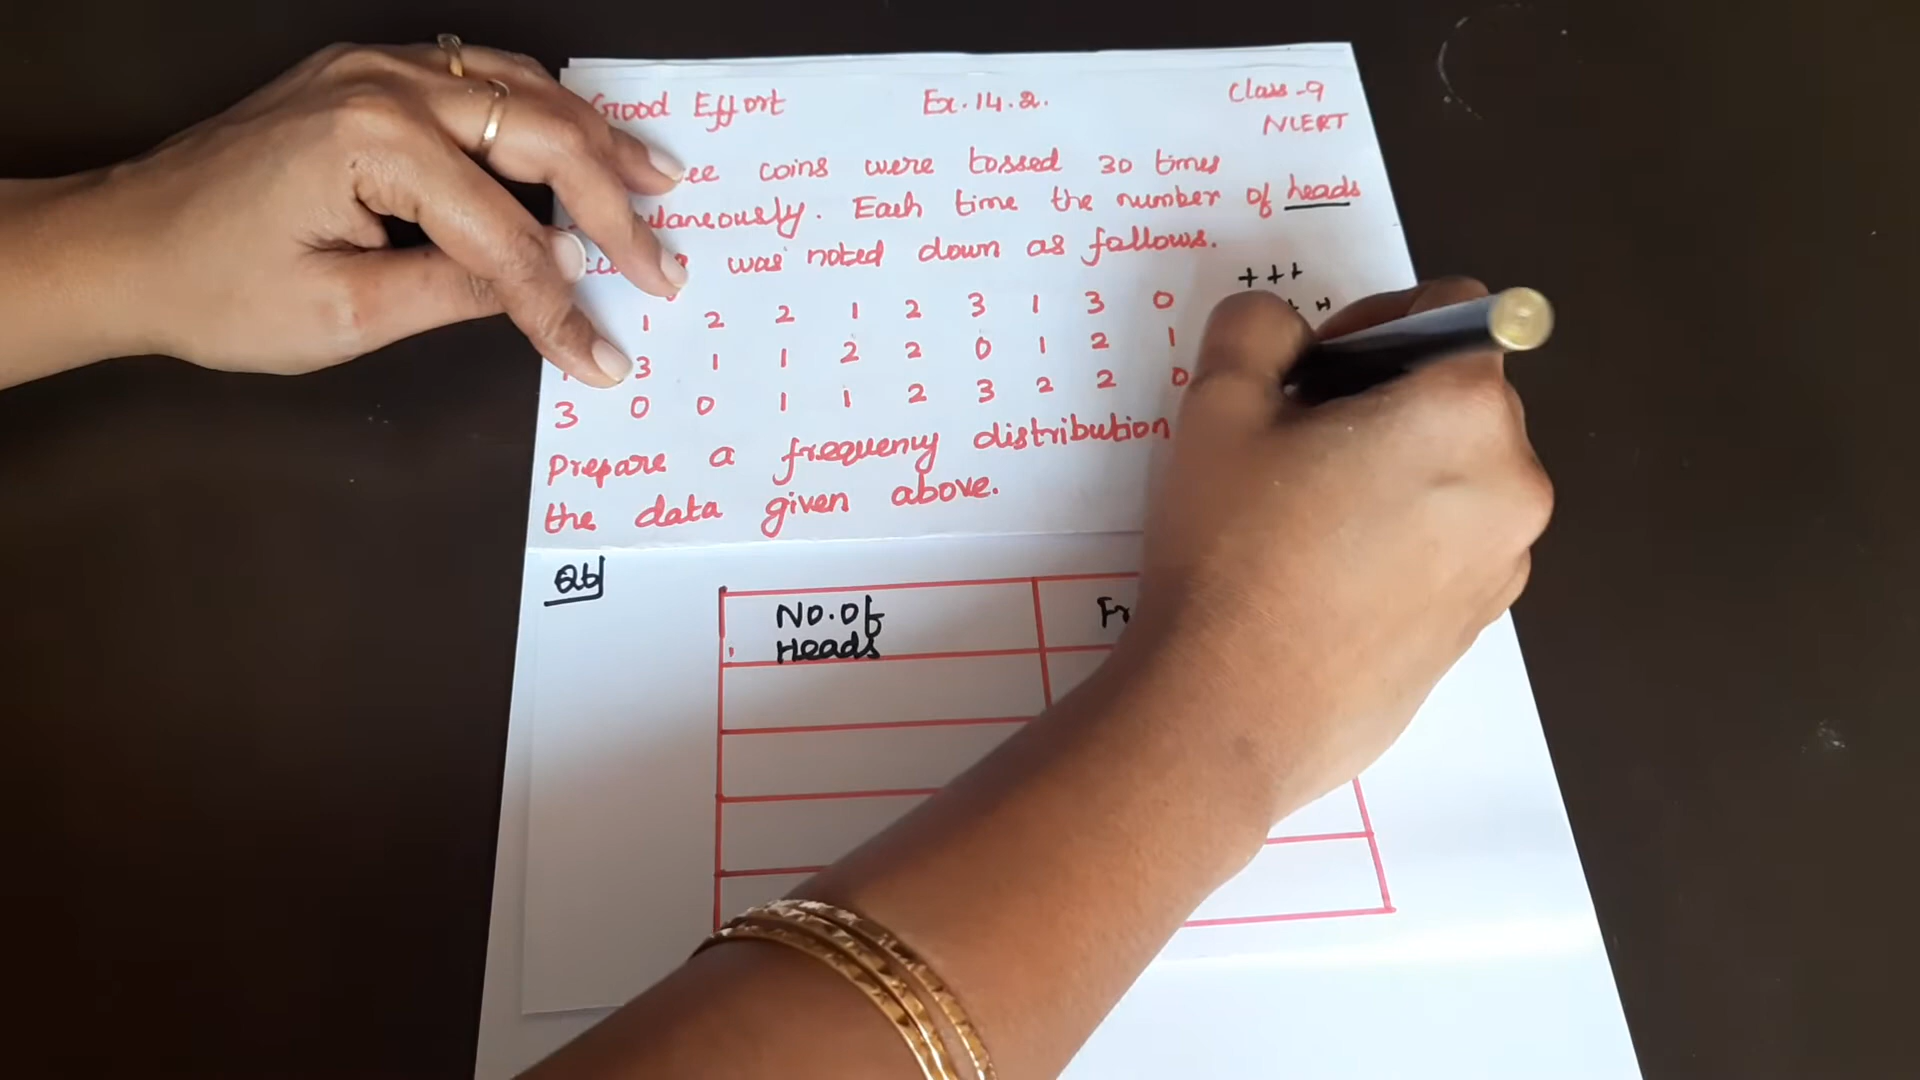 Good Effort Ex. 14.2. Class-9
NCERT
coins were tossed 30 times
Each time the number of heads
was noted down as follows.
+ + +
1 2 2 1 2 3 1 3 0
3 1 1 2 2 0 1 2 1
3 0 0 1 1 2 3 2 2 0
Prepare a frequency distribution
the data given above.
Q6)
No. Of
Heads